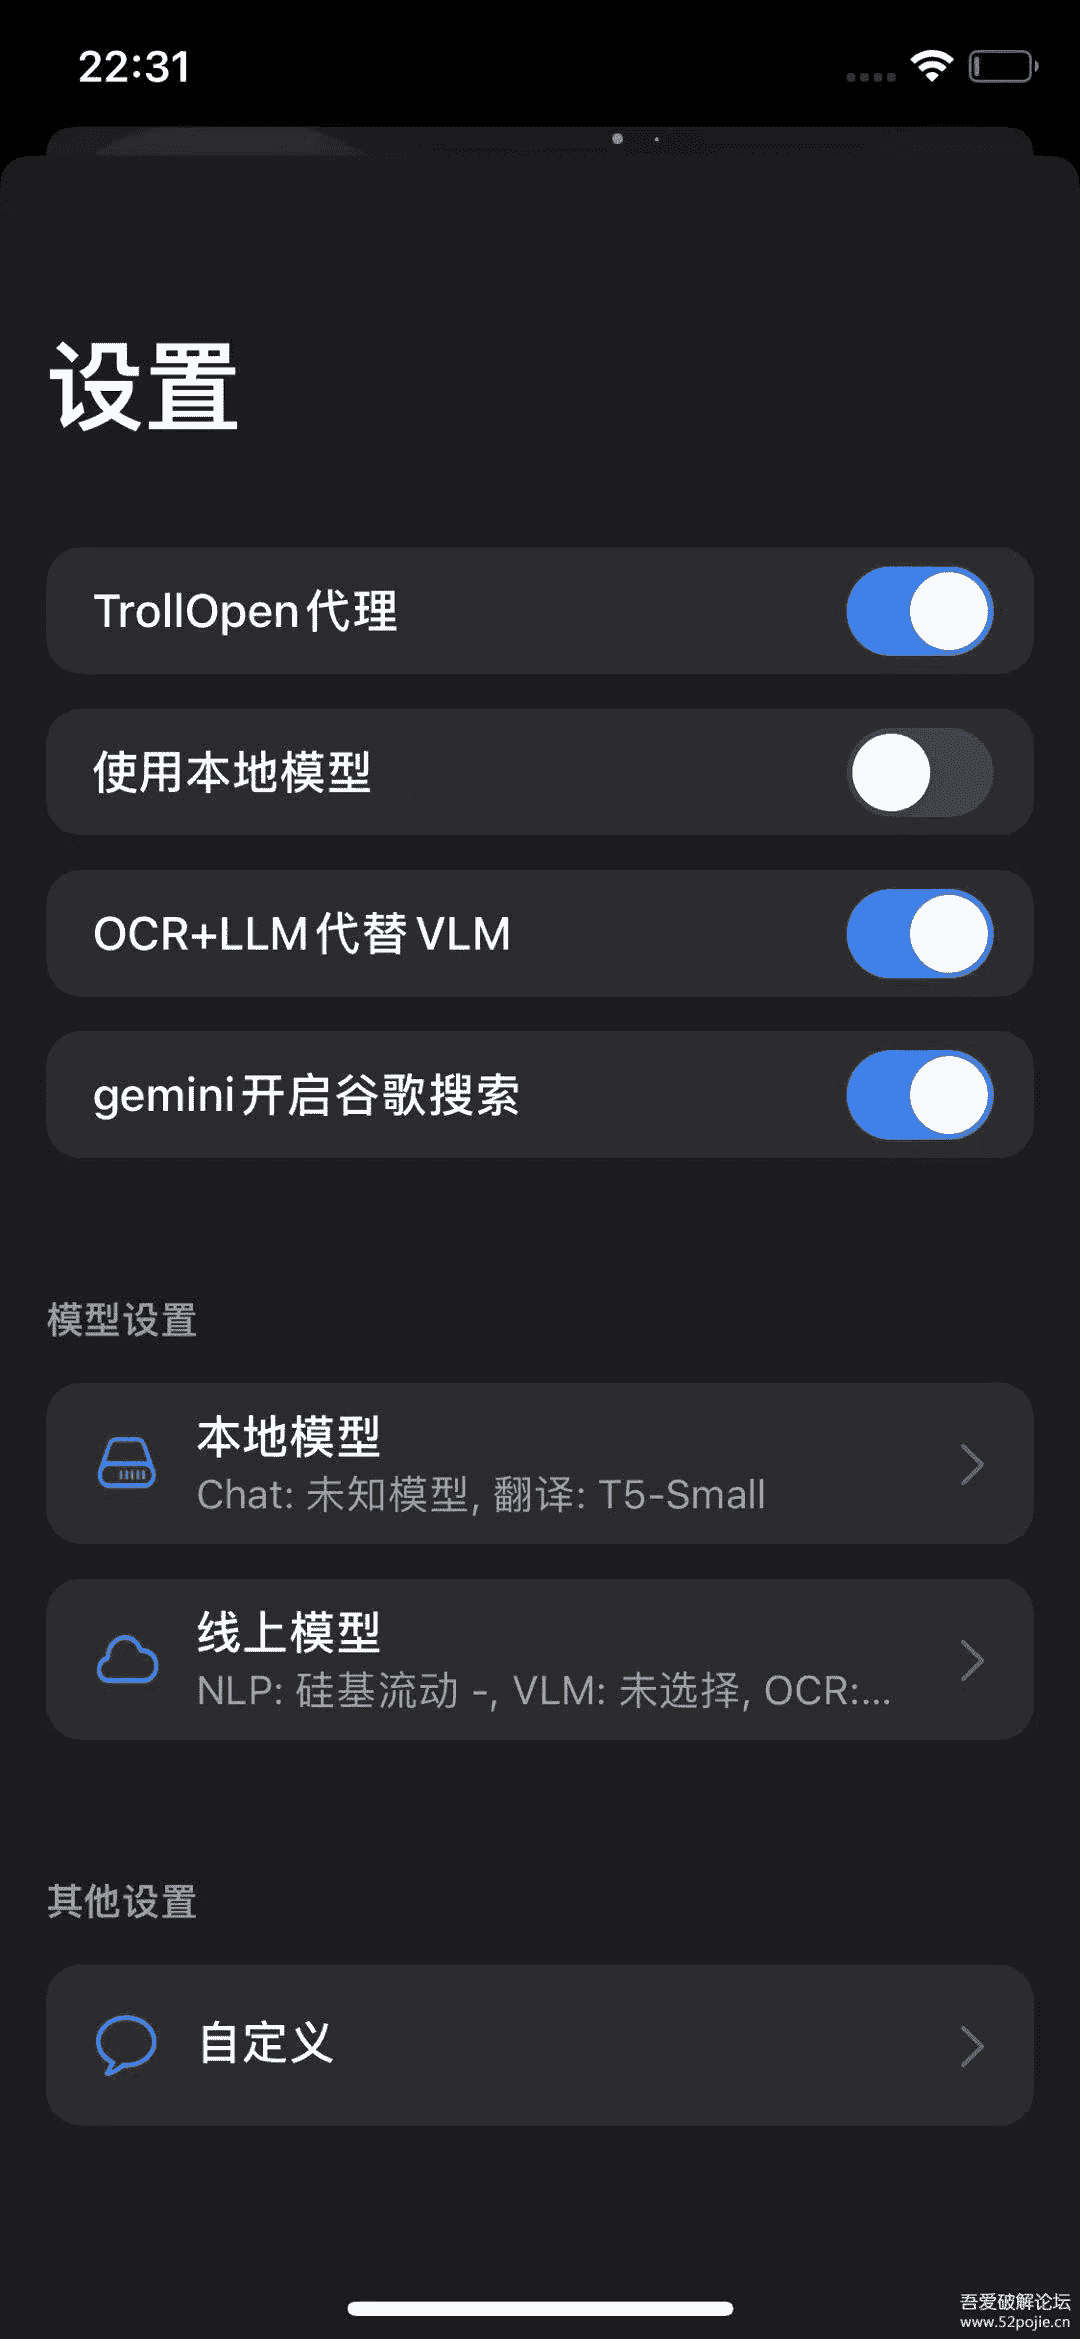 22:31
设置
TrollOpen代理
使用本地模型
OCR+LLM代替VLM
gemini开启谷歌搜索
模型设置
本地模型
Chat: 未知模型, 翻译: T5-Small
线上模型
NLP: 硅基流动 -, VLM: 未选择, OCR:...
其他设置
自定义
吾爱破解论坛
www.52pojie.cn